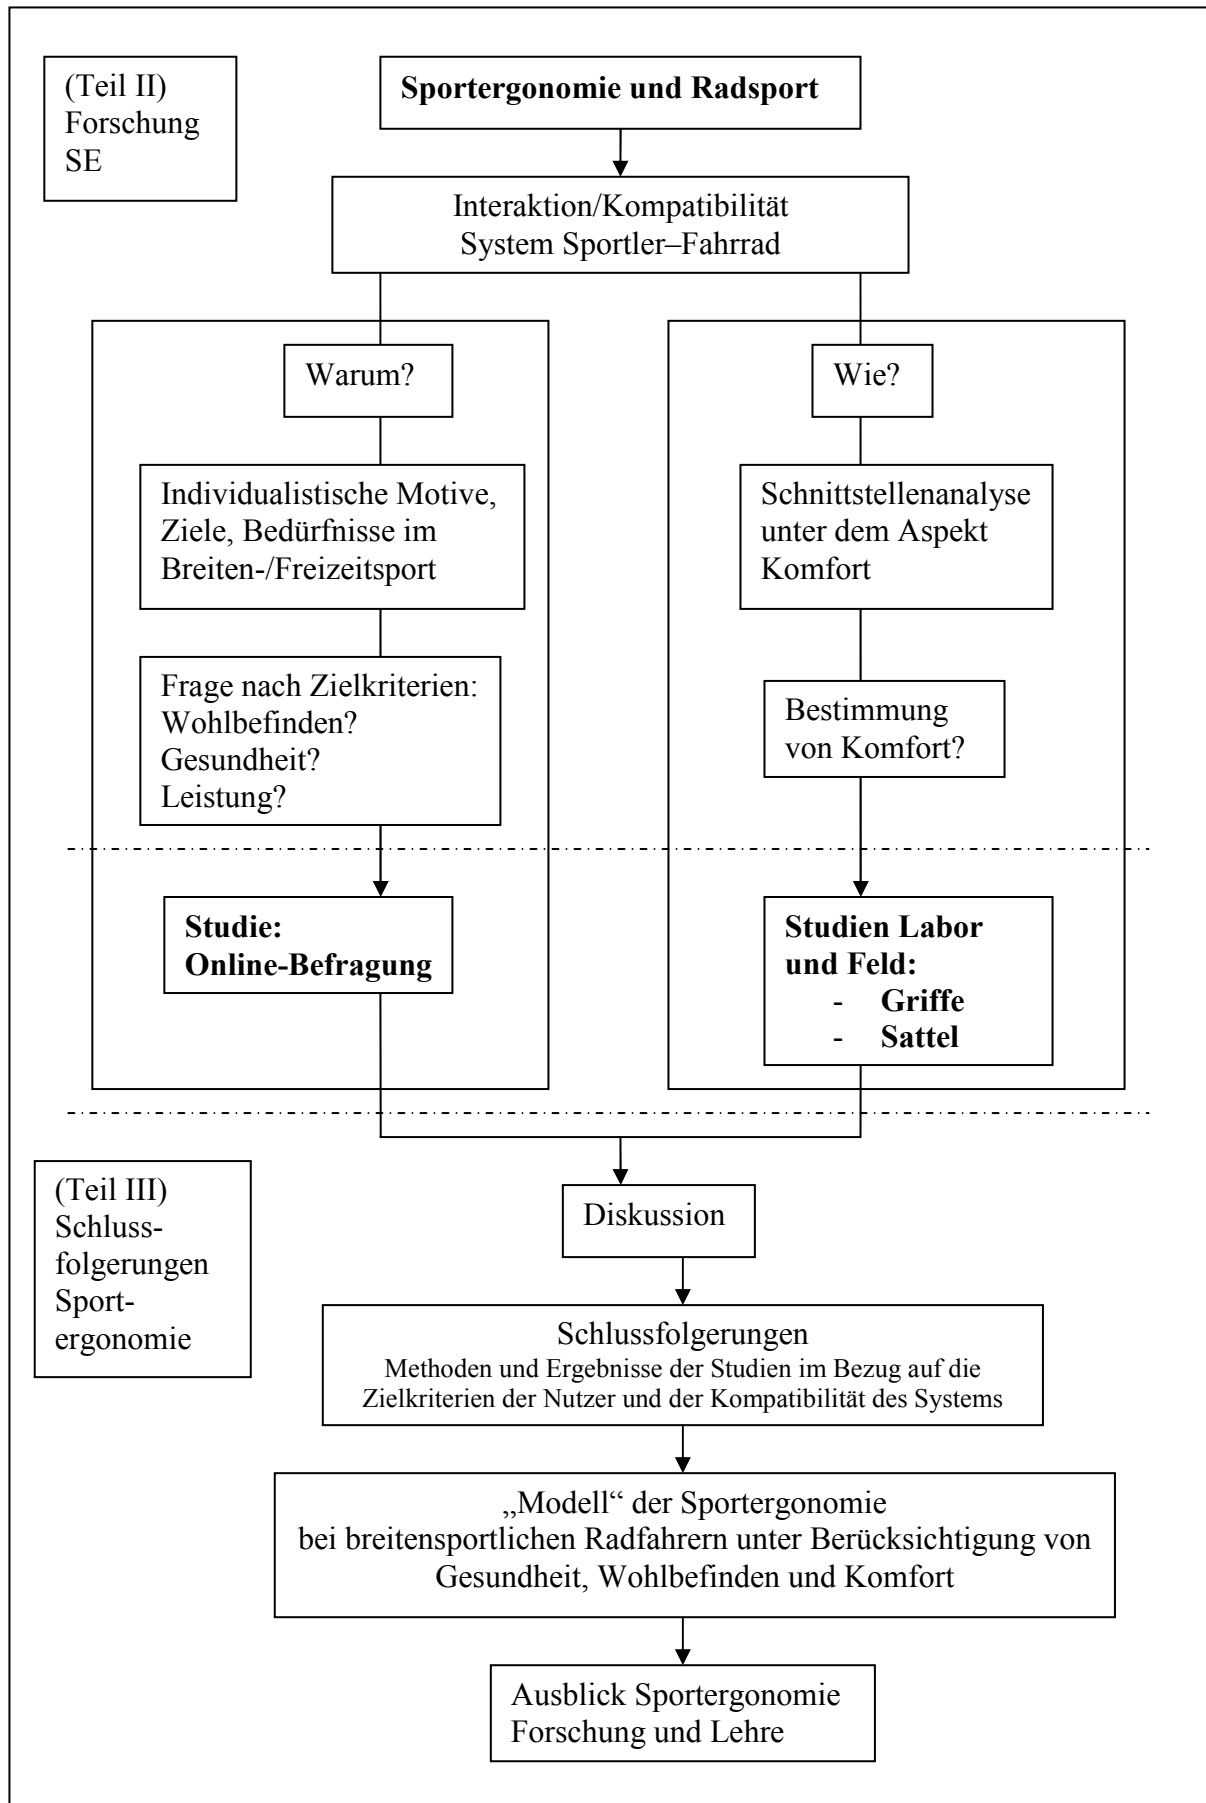 (Teil II)
Forschung
SE
Sportergonomie und Radsport
Interaktion/Kompatibilität
System Sportler–Fahrrad
Warum?
Individualistische Motive,
Ziele, Bedürfnisse im
Breiten-/Freizeitsport
Frage nach Zielkriterien:
Wohlbefinden?
Gesundheit?
Leistung?
Studie:
Online-Befragung
Wie?
Schnittstellenanalyse
unter dem Aspekt
Komfort
Bestimmung
von Komfort?
Studien Labor
und Feld:
- Griffe
- Sattel
(Teil III)
Schluss-
folgerungen
Sport-
ergonomie
Diskussion
Schlussfolgerungen
Methoden und Ergebnisse der Studien im Bezug auf die
Zielkriterien der Nutzer und der Kompatibilität des Systems
„Modell“ der Sportergonomie
bei breitensportlichen Radfahrern unter Berücksichtigung von
Gesundheit, Wohlbefinden und Komfort
Ausblick Sportergonomie
Forschung und Lehre